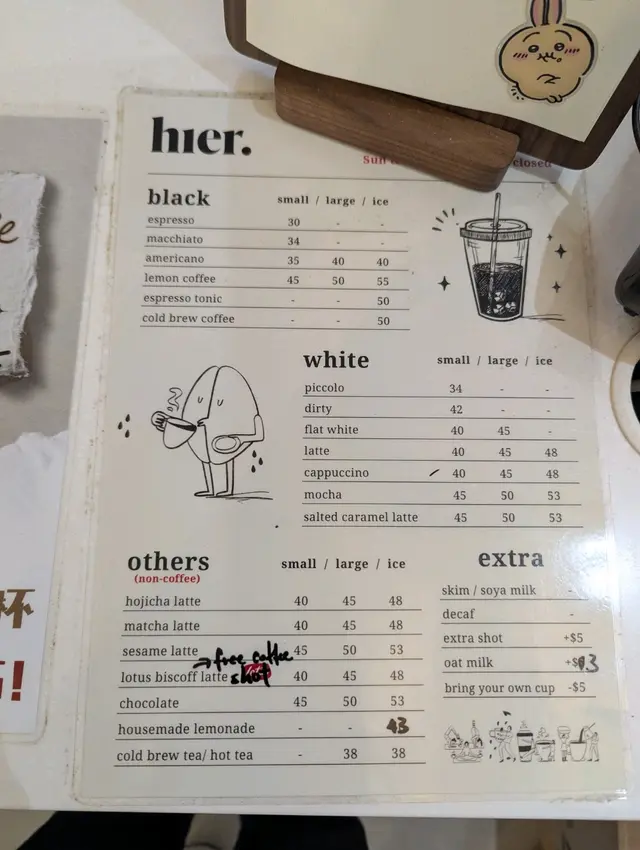 hıer.
Sun
closed
black small / large / ice
espresso 30 - -
macchiato 34 - -
americano 35 40 40
lemon coffee 45 50 55
espresso tonic - - 50
cold brew coffee - - 50
white small / large / ice
piccolo 34 - -
dirty 42 - -
flat white 40 45 -
latte 40 45 48
cappuccino 40 45 48
mocha 45 50 53
salted caramel latte 45 50 53
others small / large / ice
(non-coffee)
hojicha latte 40 45 48
matcha latte 40 45 48
sesame latte 45 50 53
→ free coffee
shot
lotus biscoff latte 40 45 48
chocolate 45 50 53
housemade lemonade - - 43
cold brew tea/ hot tea - 38 38
extra
skim / soya milk -
decaf -
extra shot +$5
oat milk +$3
bring your own cup -$5
杯
!